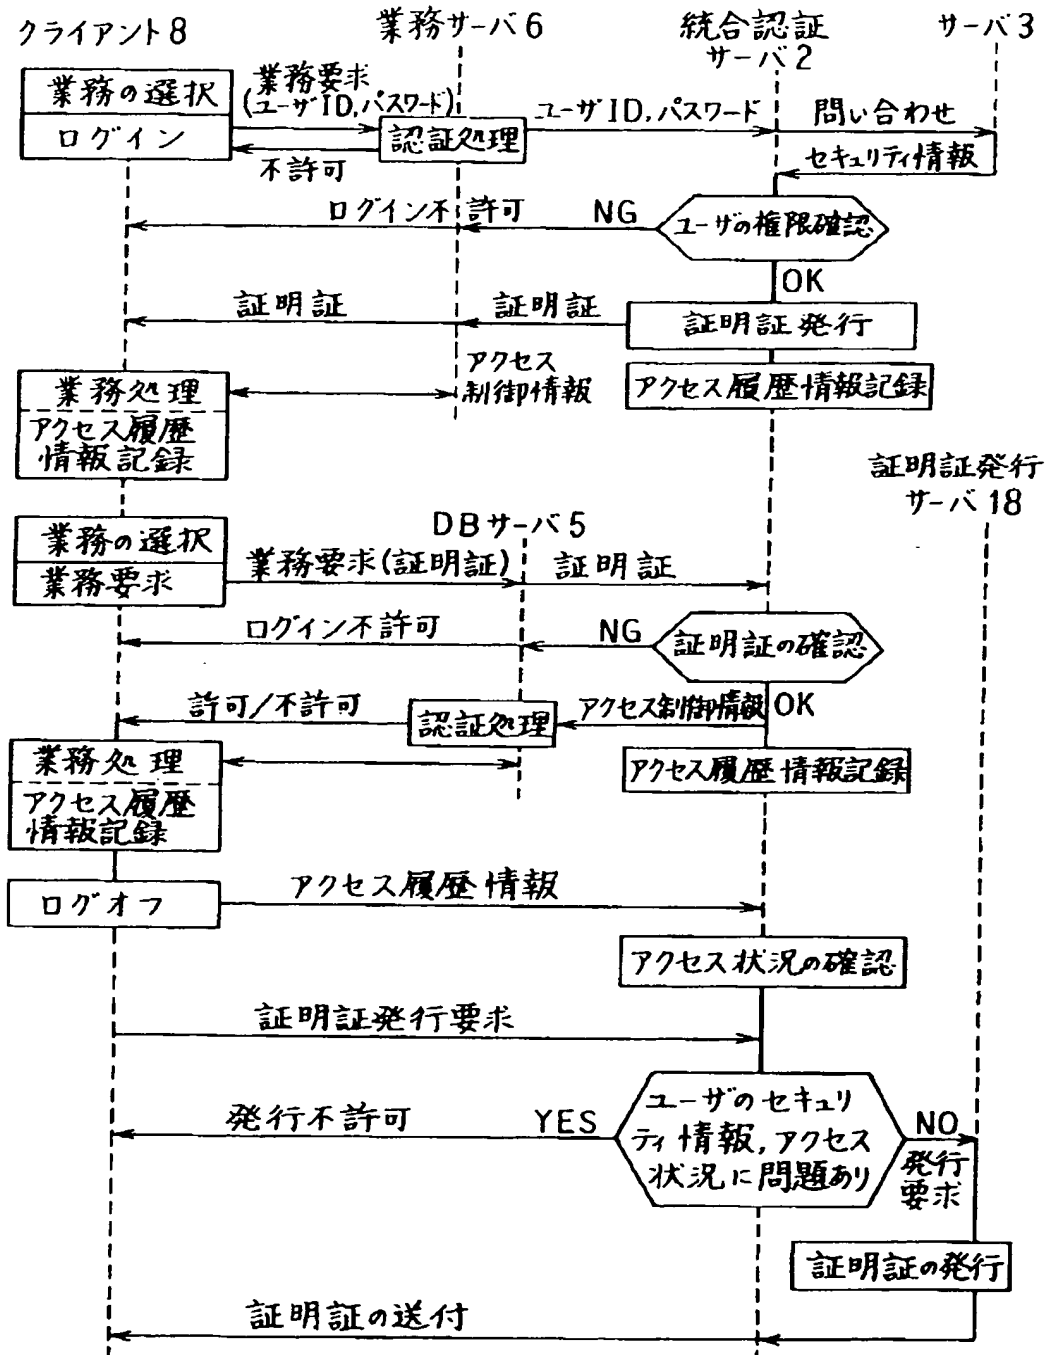 クライアント8
業務サーバ6
統合認証
サーバ2
サーバ3
業務の選択
ログイン
業務要求
(ユーザID,パスワード)
認証処理
不許可
ユーザID,パスワード
問い合わせ
セキュリティ情報
ログイン不許可
NG
ユーザの権限確認
OK
証明証
証明証
証明証発行
アクセス
制御情報
アクセス履歴情報記録
業務処理
アクセス履歴
情報記録
証明証発行
サーバ18
業務の選択
業務要求
DBサーバ5
業務要求(証明証)
証明証
ログイン不許可
NG
証明証の確認
許可/不許可
認証処理
アクセス制御情報
OK
業務処理
アクセス履歴
情報記録
アクセス履歴情報記録
ログオフ
アクセス履歴情報
アクセス状況の確認
証明証発行要求
発行不許可
YES
ユーザのセキュリ
ティ情報,アクセス
状況に問題あり
NO
発行
要求
証明証の発行
証明証の送付